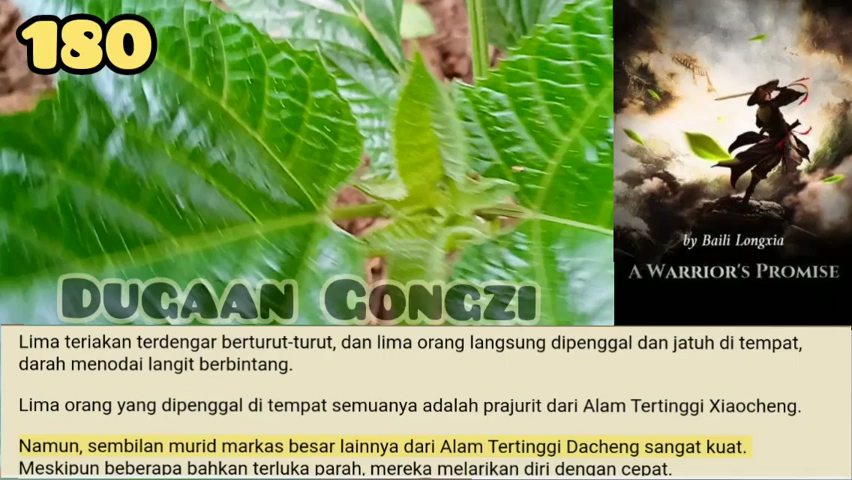 180
by Baili Longxia
A WARRIOR'S PROMISE
DUGAAN GONGZI
Lima teriakan terdengar berturut-turut, dan lima orang langsung dipenggal dan jatuh di tempat,
darah menodai langit berbintang.
Lima orang yang dipenggal di tempat semuanya adalah prajurit dari Alam Tertinggi Xiaocheng.
Namun, sembilan murid markas besar lainnya dari Alam Tertinggi Dacheng sangat kuat.
Meskipun beberapa bahkan terluka parah, mereka melarikan diri dengan cepat.